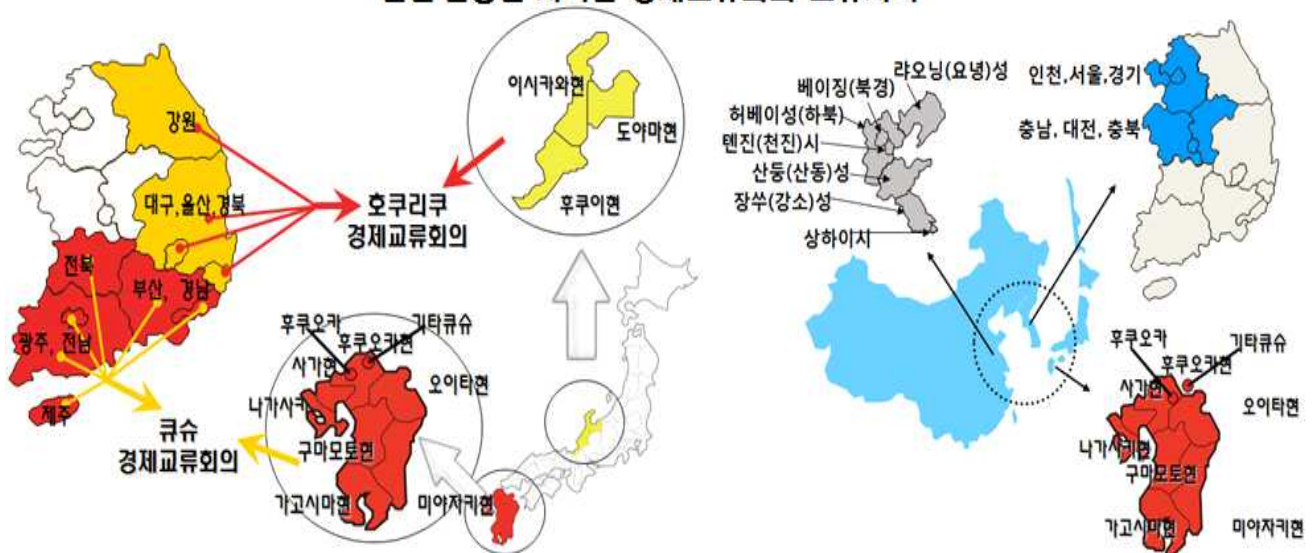 강원
대구,울산,경북
전북
부산, 경남
광주, 전남
제주
호쿠리쿠
경제교류회의
큐슈
경제교류회의
이시카와현
도야마현
후쿠이현
후쿠오카
후쿠오카현
기타큐슈
사가현
오이타현
나가사키
구마모토현
가고시마현
미야자키현
랴오닝(요녕)성
베이징(북경)
허베이성(하북)
텐진(천진)시
산둥(산동)성
장쑤(강소)성
상하이시
인천,서울,경기
충남, 대전, 충북
후쿠오카
후쿠오카현
기타큐슈
사가현
오이타현
나가사키현
구마모토현
가고시마현
미야자키현